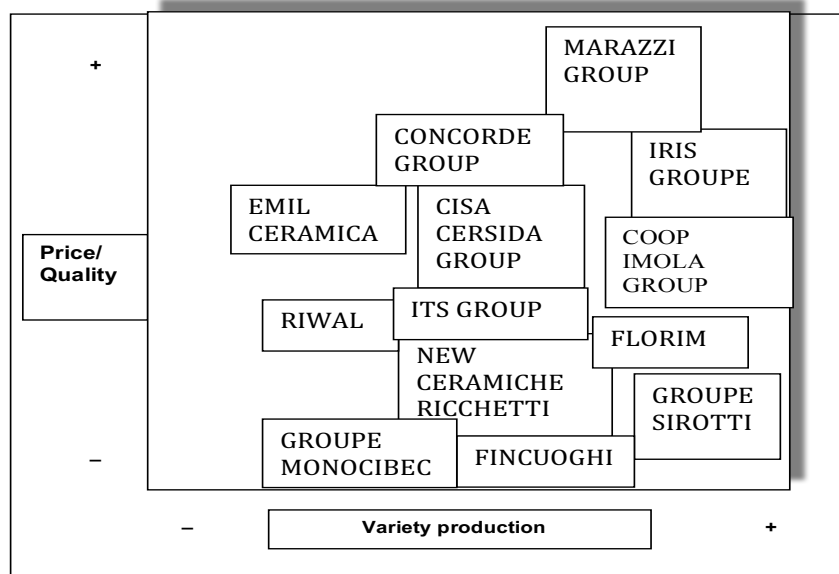 +
MARAZZI
GROUP
CONCORDE
GROUP
IRIS
GROUPE
EMIL
CERAMICA
CISA
CERSIDA
GROUP
COOP
IMOLA
GROUP
Price/
Quality
RIWAL
ITS GROUP
FLORIM
NEW
CERAMICHE
RICCHETTI
GROUPE
SIROTTI
GROUPE
MONOCIBEC
FINCUOGHI
–
–
Variety production
+